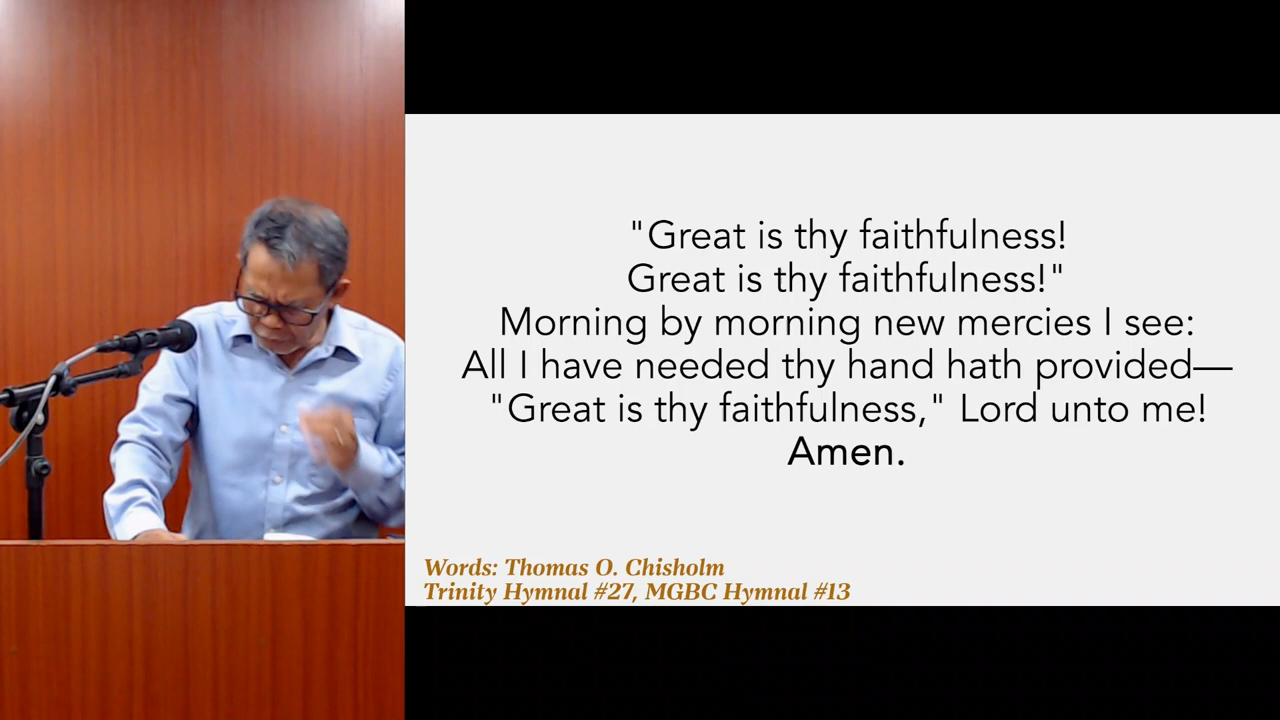 "Great is thy faithfulness!
Great is thy faithfulness!"
Morning by morning new mercies I see:
All I have needed thy hand hath provided—
"Great is thy faithfulness," Lord unto me!
Amen.
Words: Thomas O. Chisholm
Trinity Hymnal #27, MGBC Hymnal #13